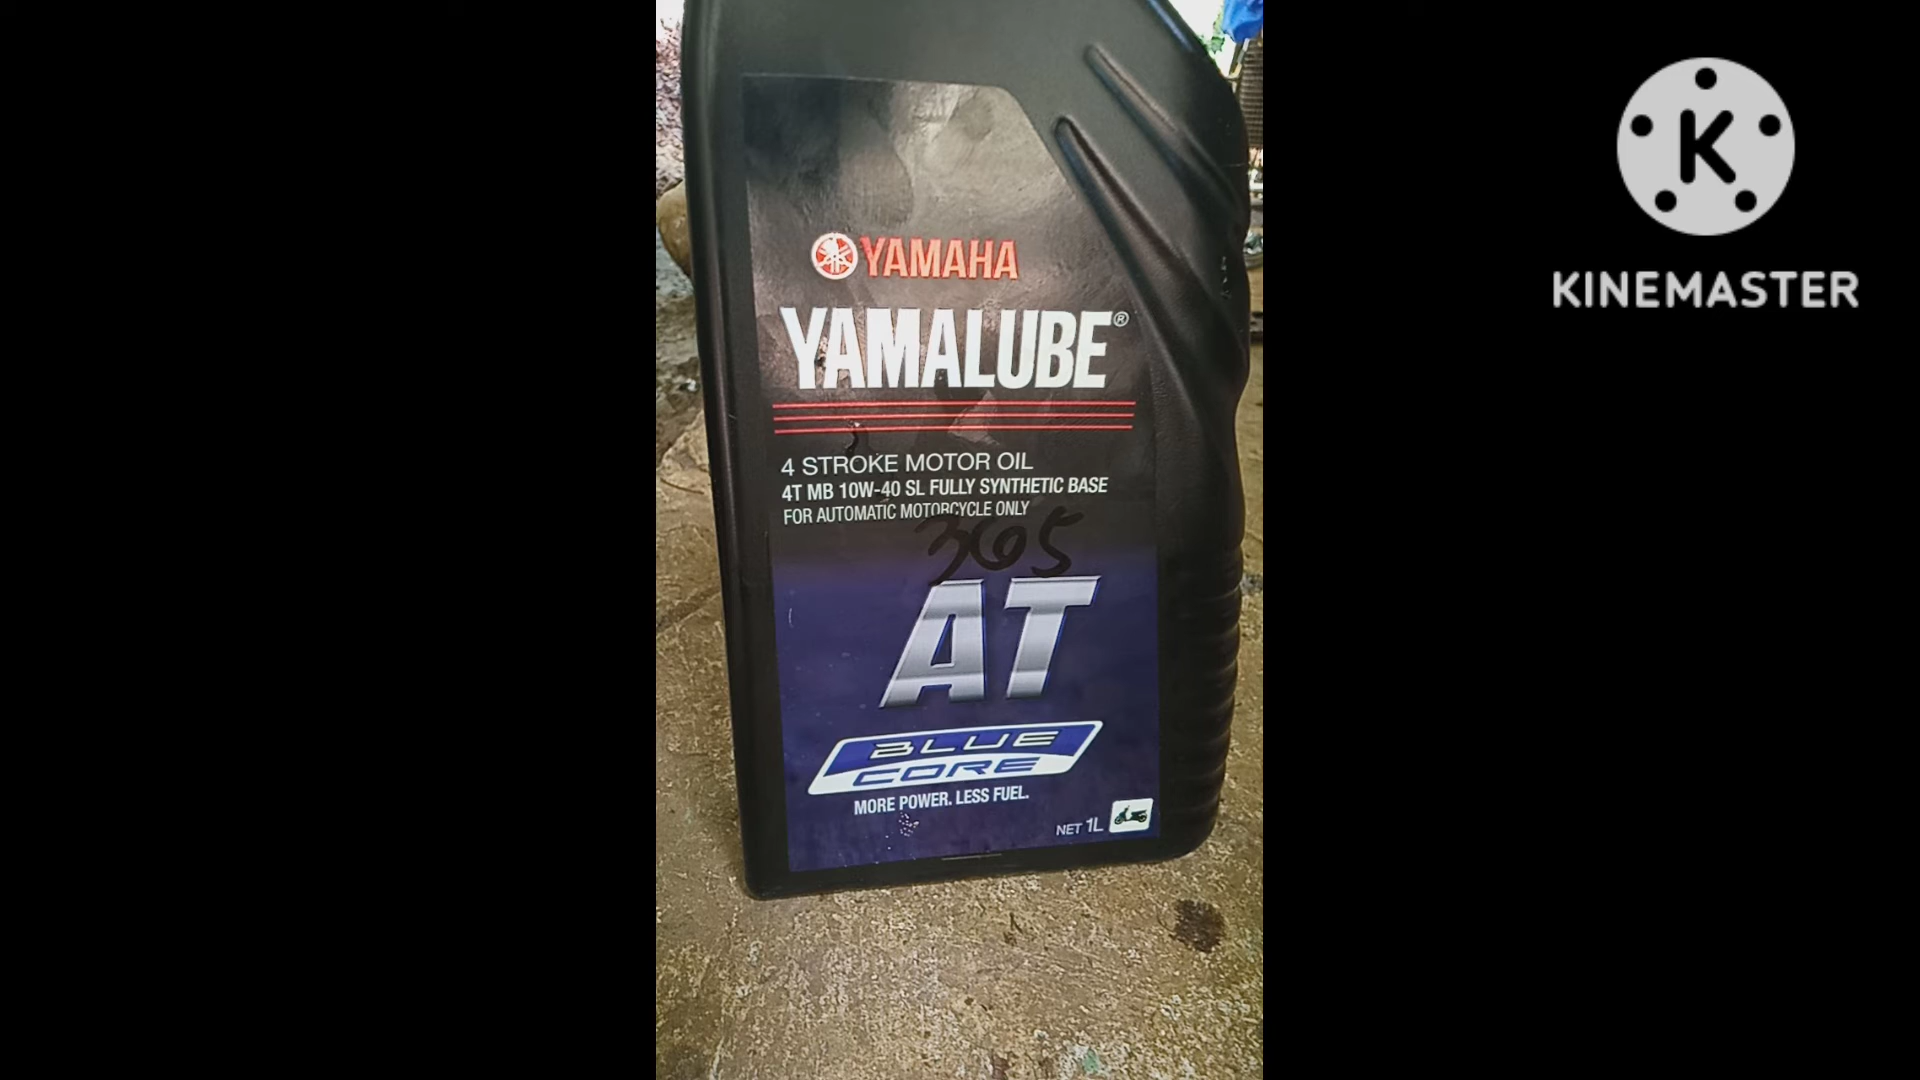 YAMAHA
YAMALUBE®
4 STROKE MOTOR OIL
4T MB 10W-40 SL FULLY SYNTHETIC BASE
FOR AUTOMATIC MOTORCYCLE ONLY
365
AT
BLUE
CORE
MORE POWER. LESS FUEL.
NET 1L
K
KINEMASTER